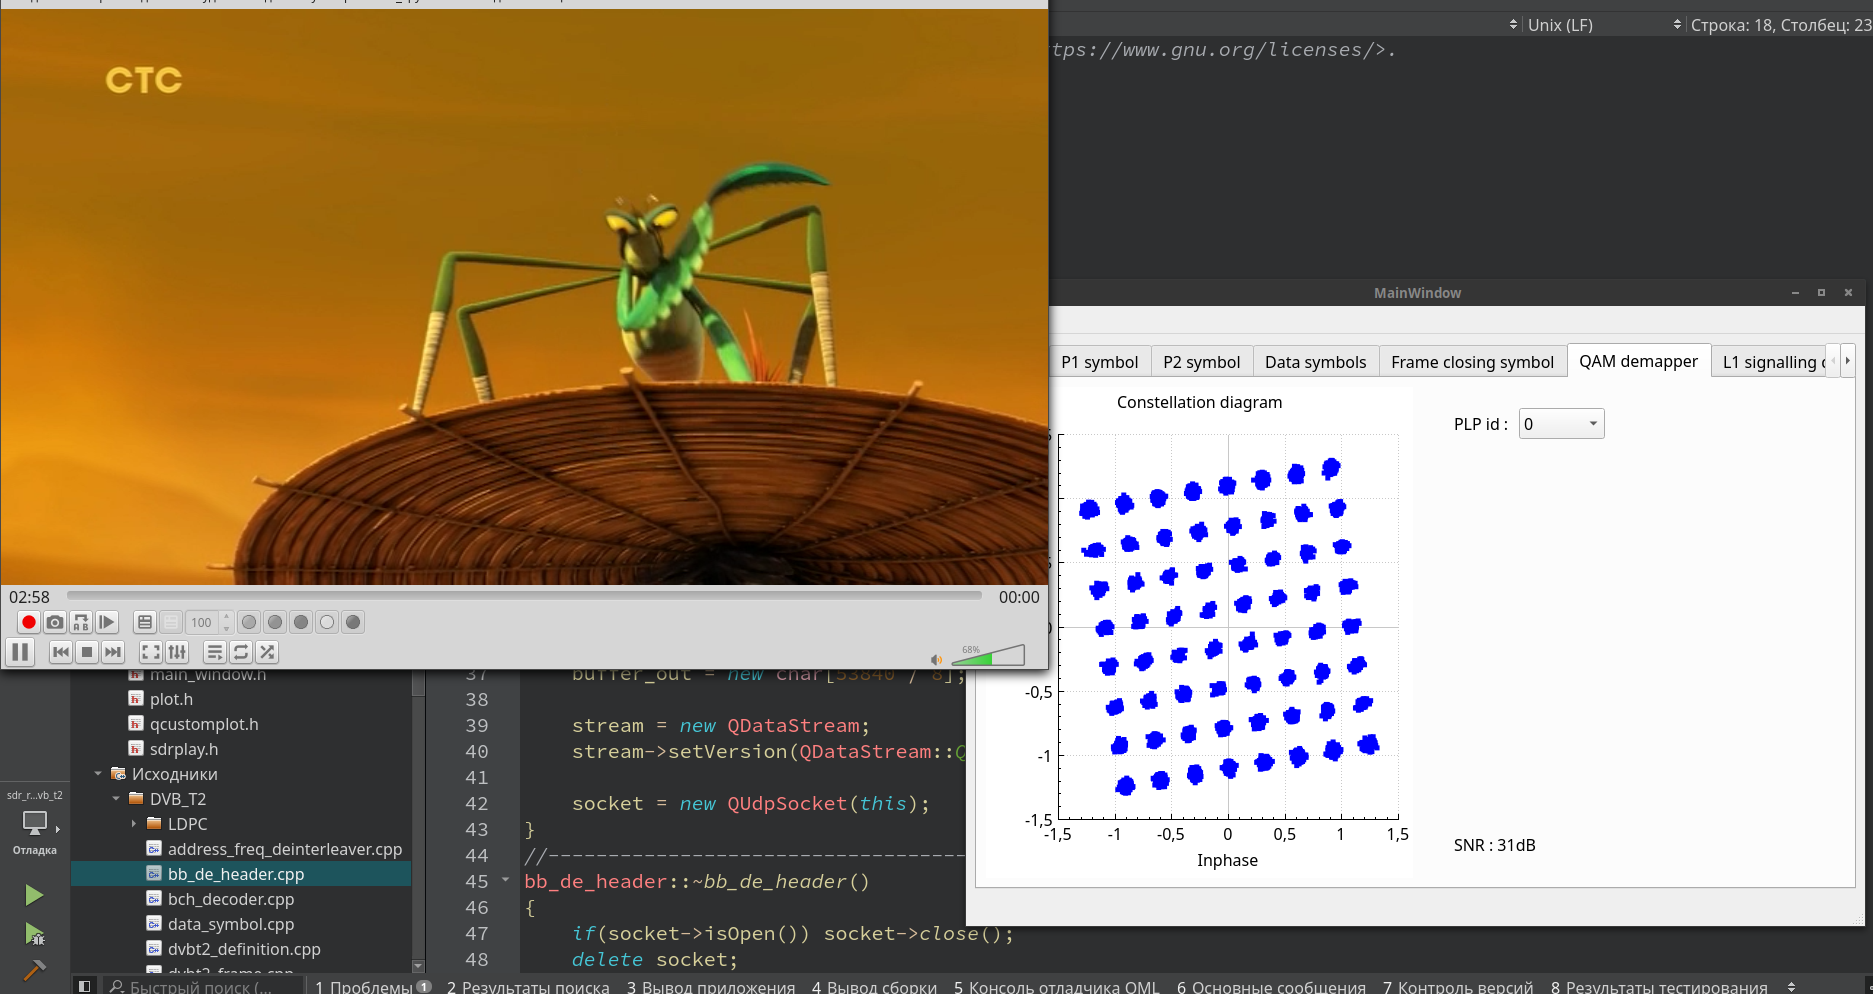 Unix (LF)
Строка: 18, Столбец: 23
tps://www.gnu.org/licenses/>.
СТС
MainWindow
P1 symbol
P2 symbol
Data symbols
Frame closing symbol
QAM demapper
L1 signalling
Constellation diagram
PLP id :
0
-0,5
-1
-1,5
-1,5
-1
-0,5
0
0,5
1
1,5
Inphase
SNR : 31dB
02:58
00:00
100
68%
main_window.h
plot.h
qcustomplot.h
sdrplay.h
Исходники
DVB_T2
LDPC
address_freq_deinterleaver.cpp
bb_de_header.cpp
bch_decoder.cpp
data_symbol.cpp
dvbt2_definition.cpp
dvbt2_frame.cpp
sdr_r...vb_t2
Отладка
37 buffer_out = new char[53840 / 8];
38
39 stream = new QDataStream;
40 stream->setVersion(QDataStream::Q
41
42 socket = new QUdpSocket(this);
43 }
44 //-----------------------------------
45 bb_de_header::~bb_de_header()
46 {
47 if(socket->isOpen()) socket->close();
48 delete socket;
Быстрый поиск (...
1 Проблемы 1
2 Результаты поиска
3 Вывод приложения
4 Вывод сборки
5 Консоль отладчика QML
6 Основные сообщения
7 Контроль версий
8 Результаты тестирования